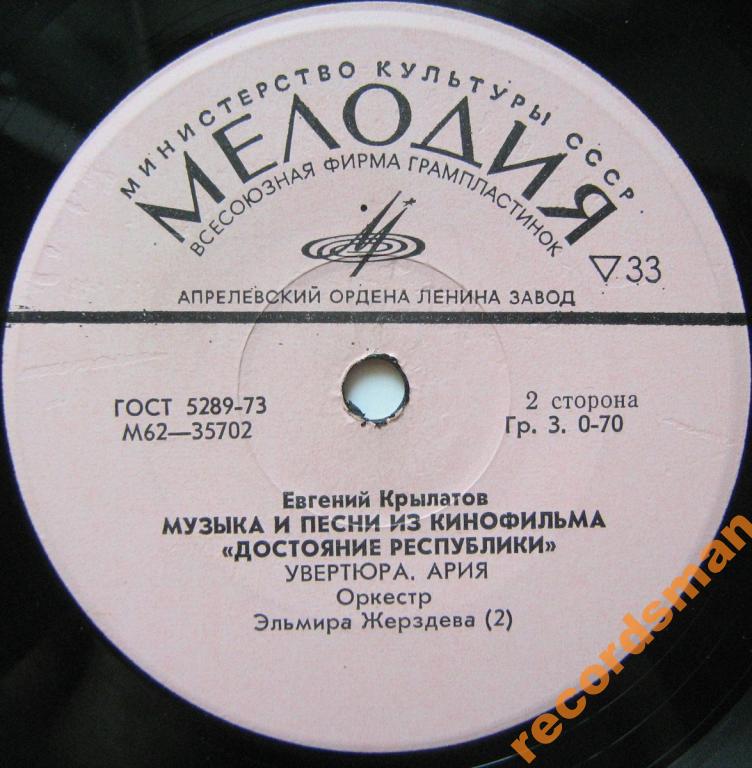 МИНИСТЕРСТВО КУЛЬТУРЫ СССР
МЕЛОДИЯ
ВСЕСОЮЗНАЯ ФИРМА ГРАМПЛАСТИНОК
▽33
АПРЕЛЕВСКИЙ ОРДЕНА ЛЕНИНА ЗАВОД
ГОСТ 5289-73
М62—35702
2 сторона
Гр. 3. 0-70
Евгений Крылатов
МУЗЫКА И ПЕСНИ ИЗ КИНОФИЛЬМА
«ДОСТОЯНИЕ РЕСПУБЛИКИ»
УВЕРТЮРА. АРИЯ
Оркестр
Эльмира Жерздева (2)
recordsman